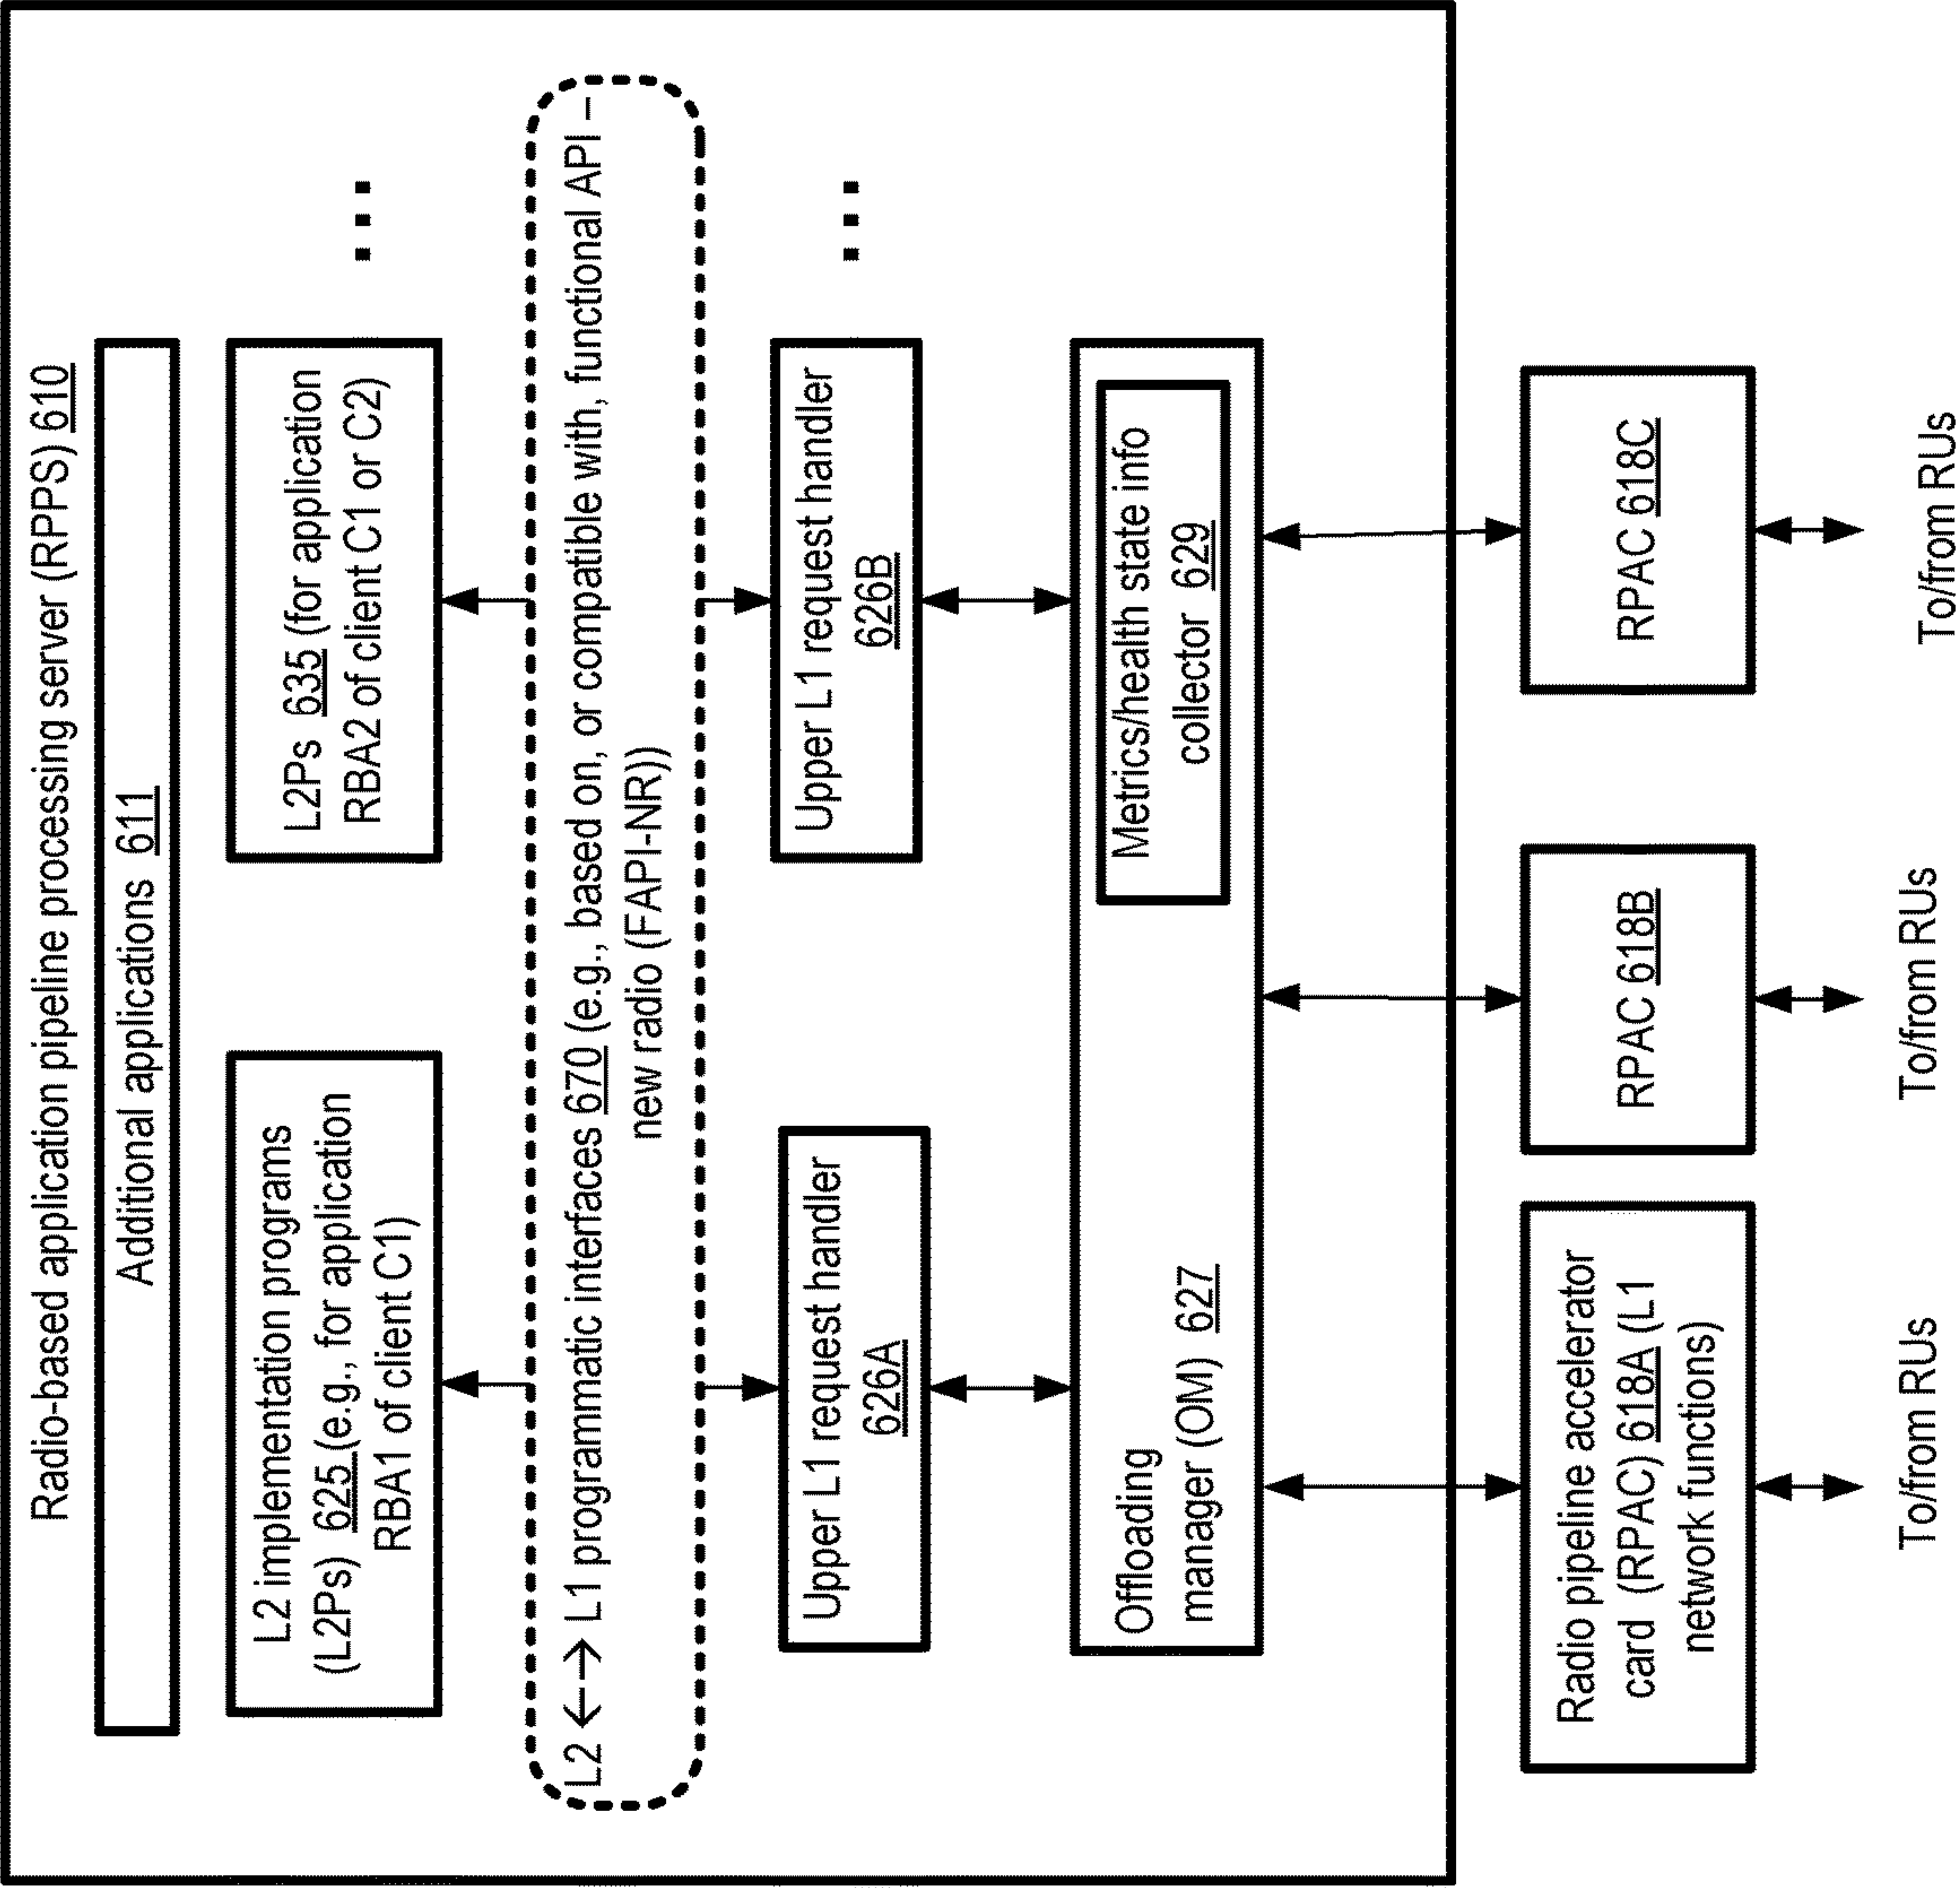 Radio-based application pipeline processing server (RPPS) 610
Additional applications 611
L2 implementation programs
(L2Ps) 625 (e.g., for application
RBA1 of client C1)
L2Ps 635 (for application
RBA2 of client C1 or C2)
...
L2 ←→ L1 programmatic interfaces 670 (e.g., based on, or compatible with, functional API –
new radio (FAPI-NR))
Upper L1 request handler
626A
Upper L1 request handler
626B
...
Offloading
manager (OM) 627
Metrics/health state info
collector 629
Radio pipeline accelerator
card (RPAC) 618A (L1
network functions)
RPAC 618B
RPAC 618C
To/from RUs
To/from RUs
To/from RUs